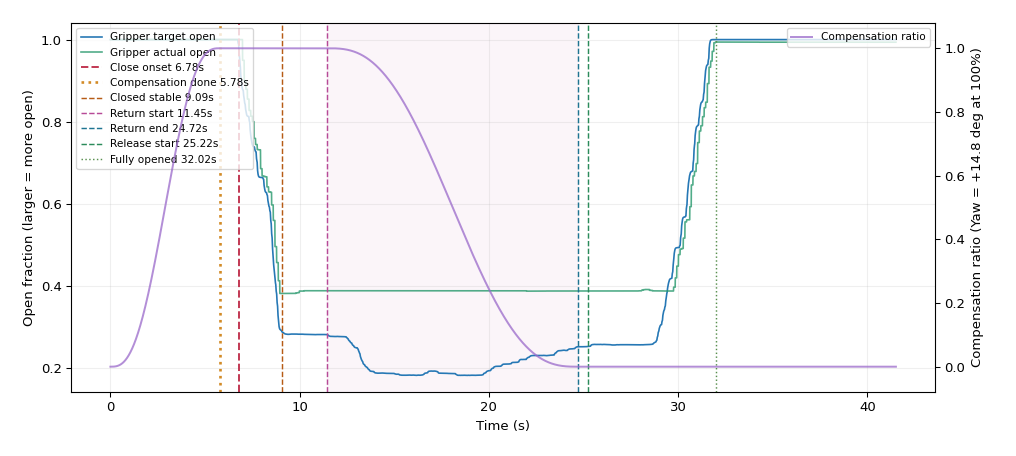 Gripper target open
Gripper actual open
Close onset 6.78s
Compensation done 5.78s
Closed stable 9.09s
Return start 11.45s
Return end 24.72s
Release start 25.22s
Fully opened 32.02s
Compensation ratio
Open fraction (larger = more open)
1.0
0.8
0.6
0.4
0.2
1.0
0.8
0.6
0.4
0.2
0.0
Compensation ratio (Yaw = +14.8 deg at 100%)
0
10
20
30
40
Time (s)